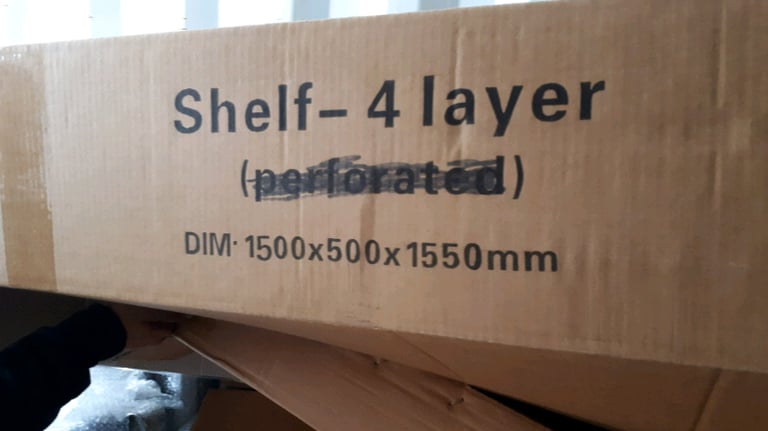 Shelf- 4 layer
(perforated)
DIM· 1500x500x1550mm